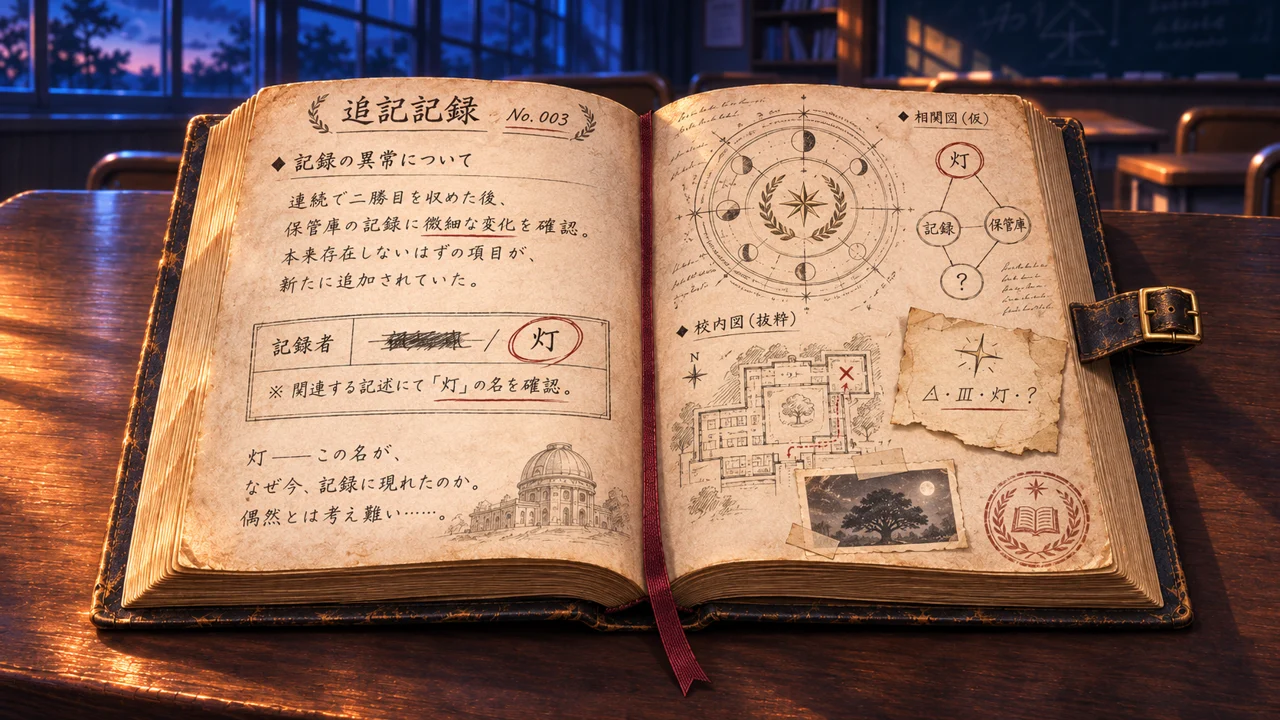 追記記録 No. 003
◆ 記録の異常について
連続で二勝目を収めた後、
保管庫の記録に微細な変化を確認。
本来存在しないはずの項目が、
新たに追加されていた。
記録者 / 灯
※ 関連する記述にて「灯」の名を確認。
灯――この名が、
なぜ今、記録に現れたのか。
偶然とは考え難い……。
◆ 相関図(仮)
灯
記録
保管庫
?
◆ 校内図(抜粋)
N
△・Ⅲ・灯・?